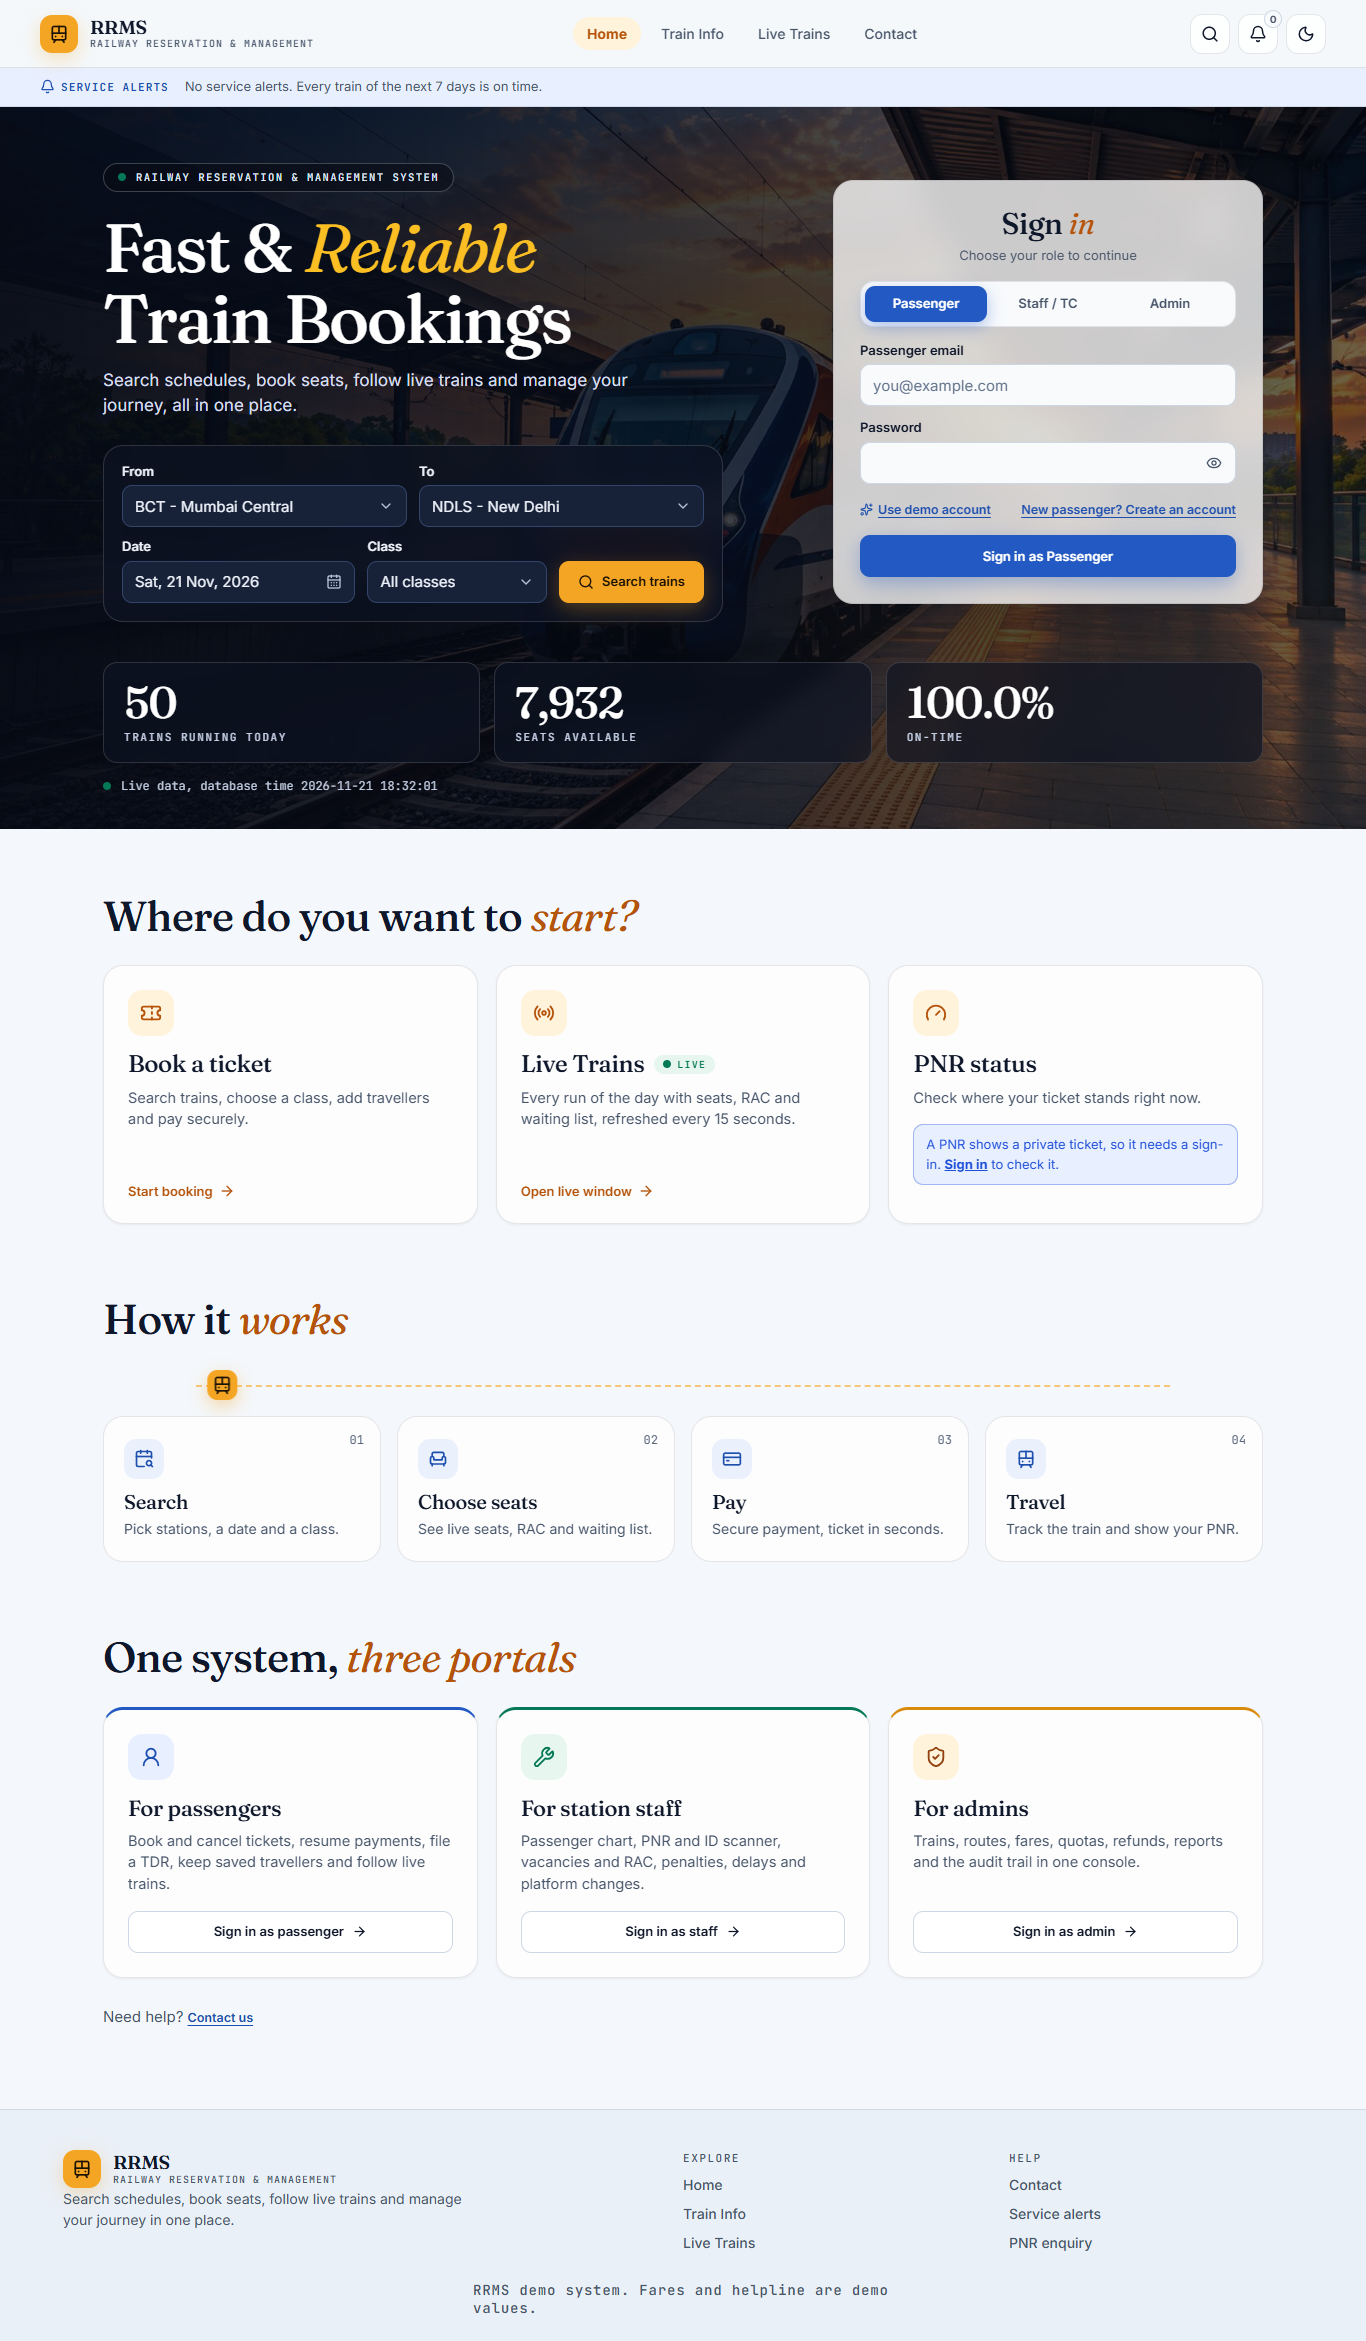 RRMS
RAILWAY RESERVATION & MANAGEMENT
Home
Train Info
Live Trains
Contact
0
SERVICE ALERTS
No service alerts. Every train of the next 7 days is on time.
RAILWAY RESERVATION & MANAGEMENT SYSTEM
Fast & Reliable
Train Bookings
Search schedules, book seats, follow live trains and manage your
journey, all in one place.
From
BCT - Mumbai Central
To
NDLS - New Delhi
Date
Sat, 21 Nov, 2026
Class
All classes
Search trains
Sign in
Choose your role to continue
Passenger
Staff / TC
Admin
Passenger email
you@example.com
Password
Use demo account
New passenger? Create an account
Sign in as Passenger
50
TRAINS RUNNING TODAY
7,932
SEATS AVAILABLE
100.0%
ON-TIME
Live data, database time 2026-11-21 18:32:01
Where do you want to start?
Book a ticket
Search trains, choose a class, add travellers
and pay securely.
Start booking
Live Trains
LIVE
Every run of the day with seats, RAC and
waiting list, refreshed every 15 seconds.
Open live window
PNR status
Check where your ticket stands right now.
A PNR shows a private ticket, so it needs a sign-
in. Sign in to check it.
How it works
01
Search
Pick stations, a date and a class.
02
Choose seats
See live seats, RAC and waiting list.
03
Pay
Secure payment, ticket in seconds.
04
Travel
Track the train and show your PNR.
One system, three portals
For passengers
Book and cancel tickets, resume payments, file
a TDR, keep saved travellers and follow live
trains.
Sign in as passenger
For station staff
Passenger chart, PNR and ID scanner,
vacancies and RAC, penalties, delays and
platform changes.
Sign in as staff
For admins
Trains, routes, fares, quotas, refunds, reports
and the audit trail in one console.
Sign in as admin
Need help? Contact us
RRMS
RAILWAY RESERVATION & MANAGEMENT
Search schedules, book seats, follow live trains and manage
your journey in one place.
EXPLORE
Home
Train Info
Live Trains
HELP
Contact
Service alerts
PNR enquiry
RRMS demo system. Fares and helpline are demo
values.